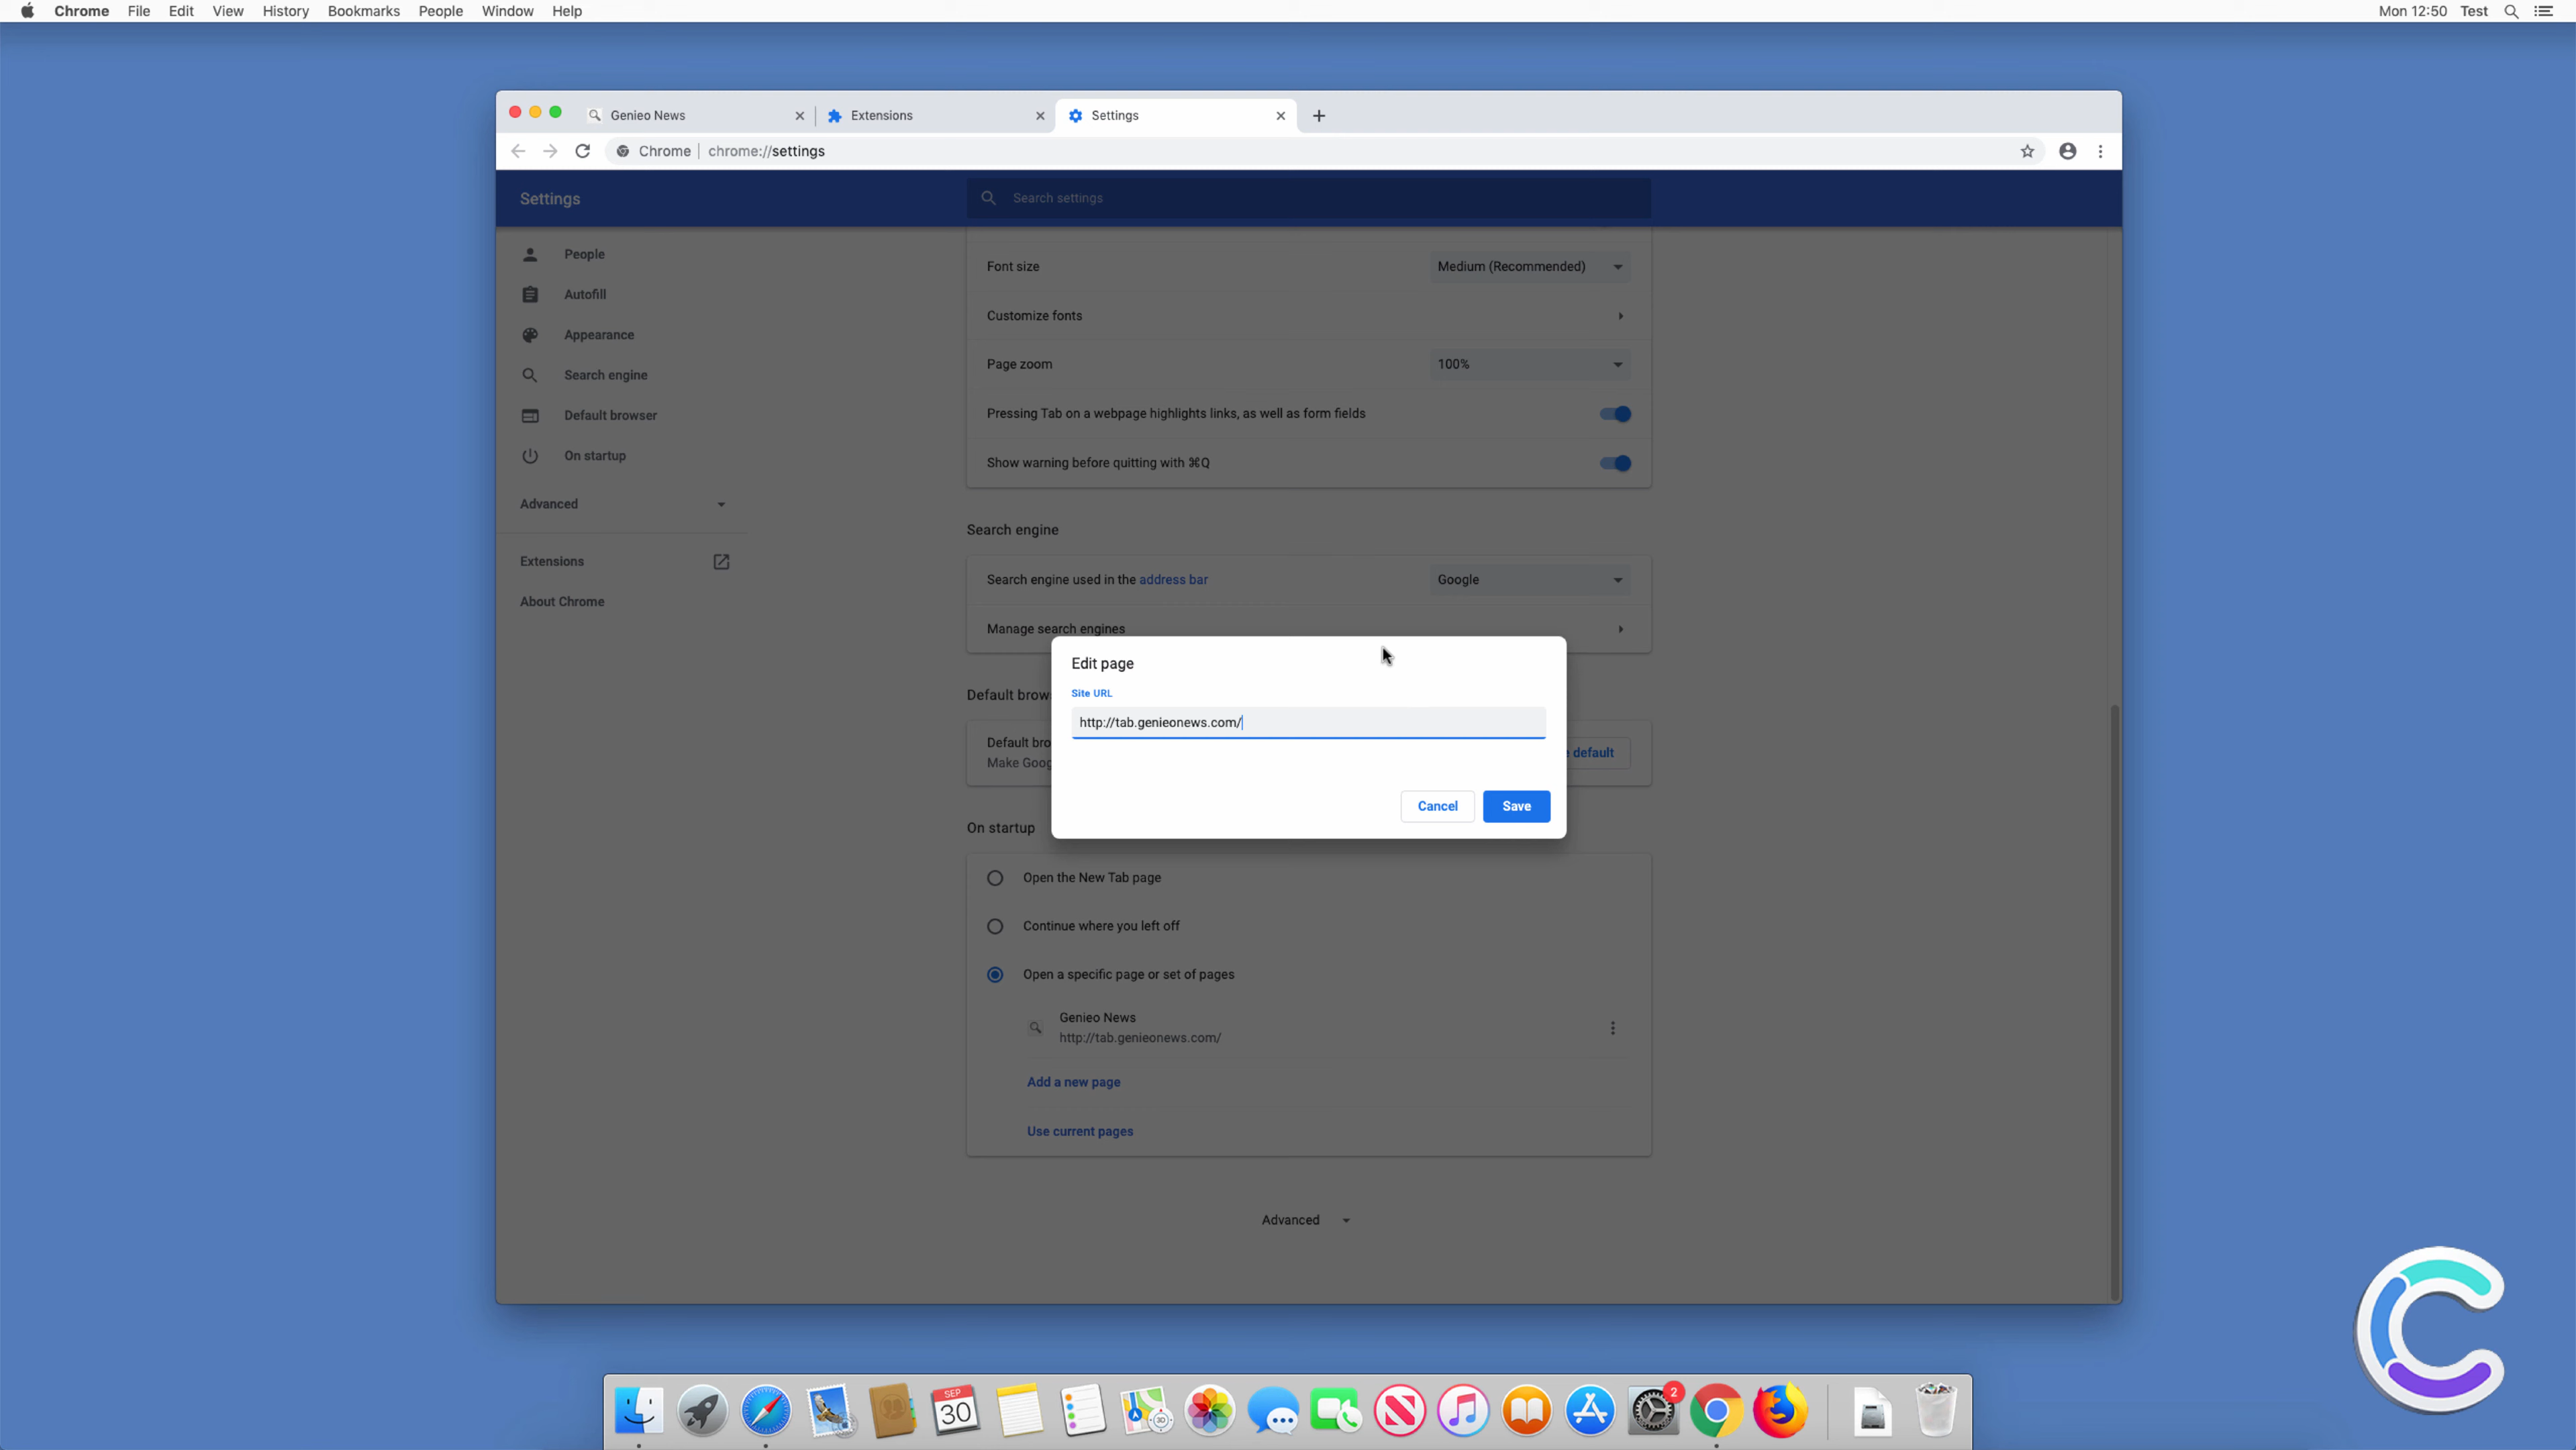 Chrome File Edit View History Bookmarks People Window Help Mon 12:50 Test
Genieo News Extensions Settings
Chrome chrome://settings
Settings Search settings
People
Autofill
Appearance
Search engine
Default browser
On startup
Advanced
Extensions
About Chrome
Font size Medium (Recommended)
Customize fonts
Page zoom 100%
Pressing Tab on a webpage highlights links, as well as form fields
Show warning before quitting with ⌘Q
Search engine
Search engine used in the address bar Google
Manage search engines
Edit page
Site URL
http://tab.genieonews.com/
Cancel Save
Default brow
Default bro
Make Goog
default
On startup
Open the New Tab page
Continue where you left off
Open a specific page or set of pages
Genieo News
http://tab.genieonews.com/
Add a new page
Use current pages
Advanced
SEP
30
3D
2